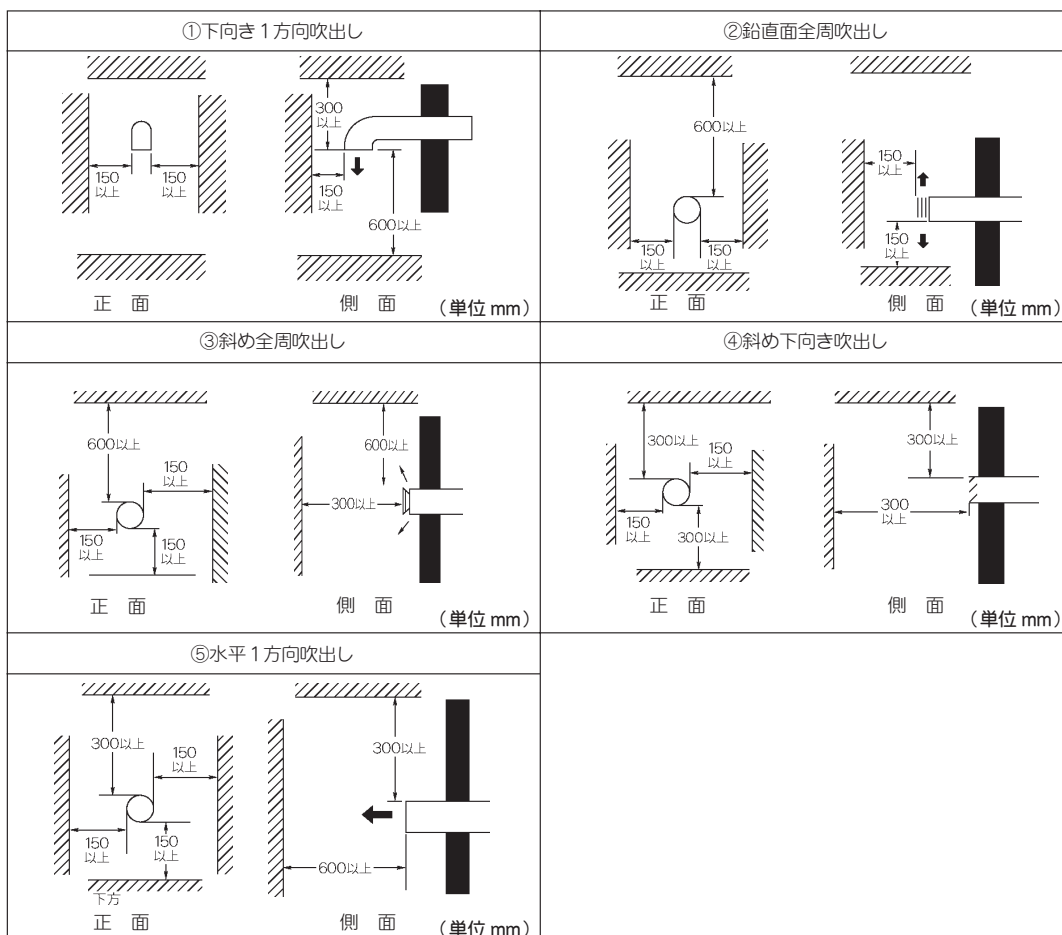 ①下向き１方向吹出し
300
以上
150
以上
150
以上
150
以上
600以上
正　面
側　面
（単位 mm）
②鉛直面全周吹出し
600以上
150
以上
150
以上
150
以上
150
以上
正　面
側　面
（単位 mm）
③斜め全周吹出し
600以上
150
以上
150
以上
150
以上
600以上
300以上
正　面
側　面
（単位 mm）
④斜め下向き吹出し
300以上
150
以上
150
以上
300以上
300以上
300
以上
正　面
側　面
（単位 mm）
⑤水平１方向吹出し
300以上
150
以上
150
以上
150
以上
下方
300以上
600以上
正　面
側　面
（単位 mm）